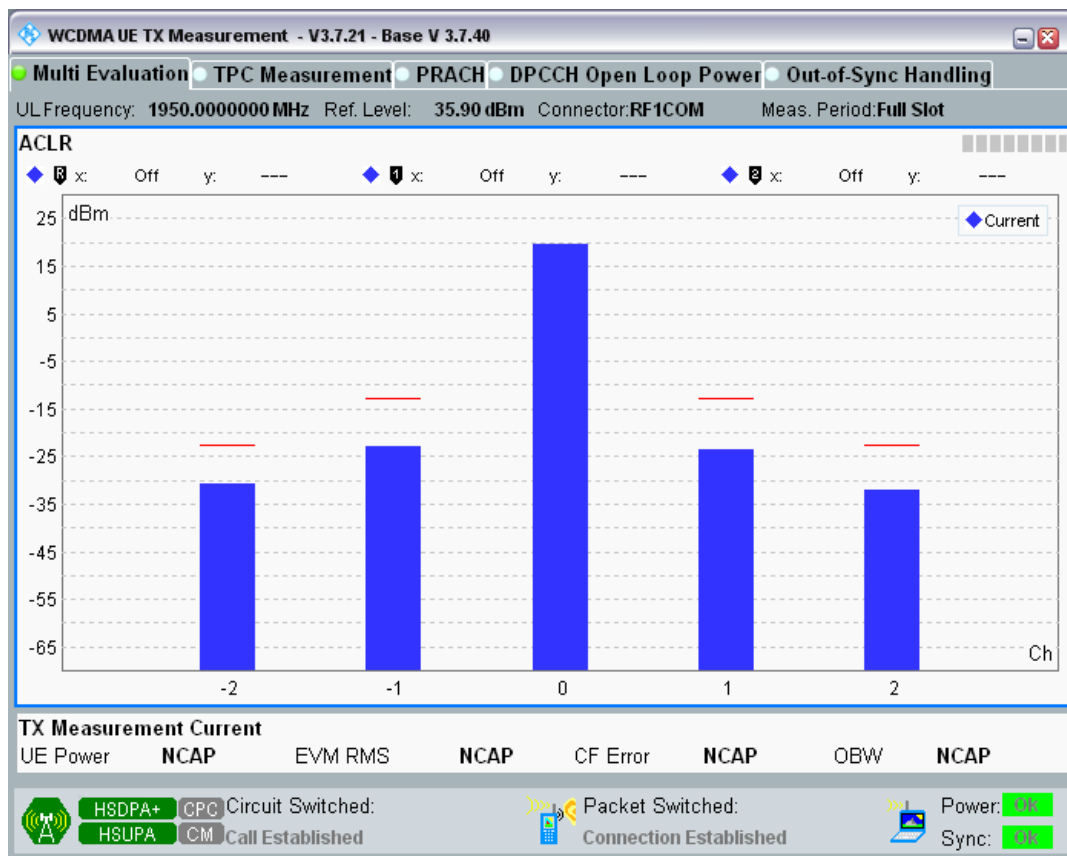 WCDMA UE TX Measurement - V3.7.21 - Base V 3.7.40
Multi Evaluation TPC Measurement PRACH DPCCH Open Loop Power Out-of-Sync Handling
UL Frequency: 1950.0000000 MHz Ref. Level: 35.90 dBm Connector:RF1COM Meas. Period:Full Slot
ACLR
R x: Off y: --- 1 x: Off y: --- 2 x: Off y: ---
dBm
Current
25
15
5
-5
-15
-25
-35
-45
-55
-65
Ch
-2 -1 0 1 2
TX Measurement Current
UE Power NCAP EVM RMS NCAP CF Error NCAP OBW NCAP
HSDPA+ CPC Circuit Switched: Packet Switched: Power: Ok
HSUPA CM Call Established Connection Established Sync: Ok